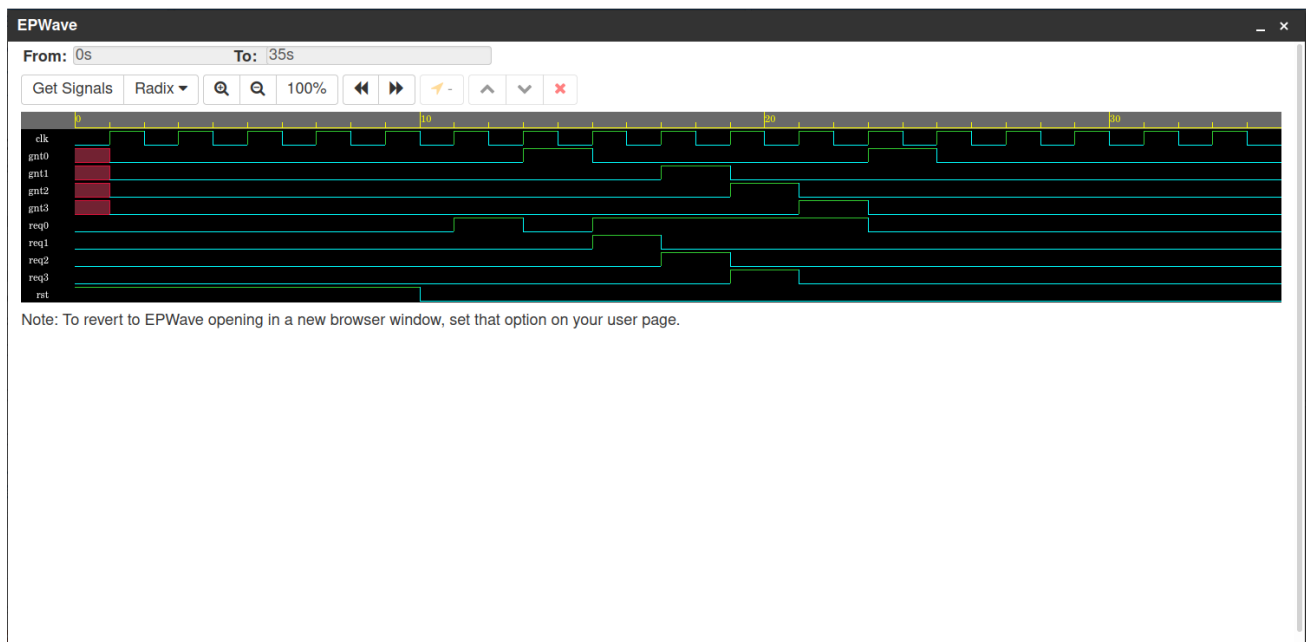 EPWave
From: 0s To: 35s
Get Signals Radix 100% -
0 10 20 30
clk
gnt0
gnt1
gnt2
gnt3
req0
req1
req2
req3
rst
Note: To revert to EPWave opening in a new browser window, set that option on your user page.